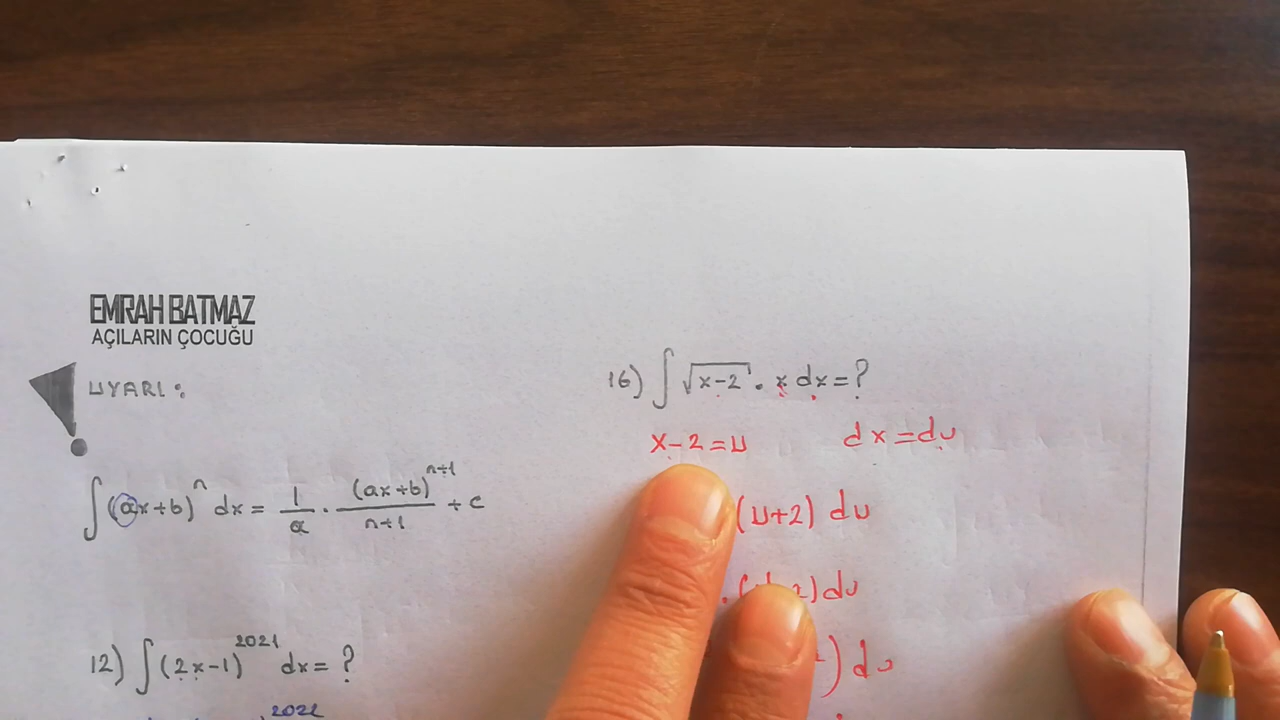 EMRAH BATMAZ
AÇILARIN ÇOCUĞU
UYARI:
∫(ax+b)^n dx = 1/a · (ax+b)^(n+1)/(n+1) + c
12) ∫(2x-1)^2021 dx = ?
2022
16) ∫√(x-2) · x dx = ?
x-2=u dx=du
(u+2) du
) du
) du